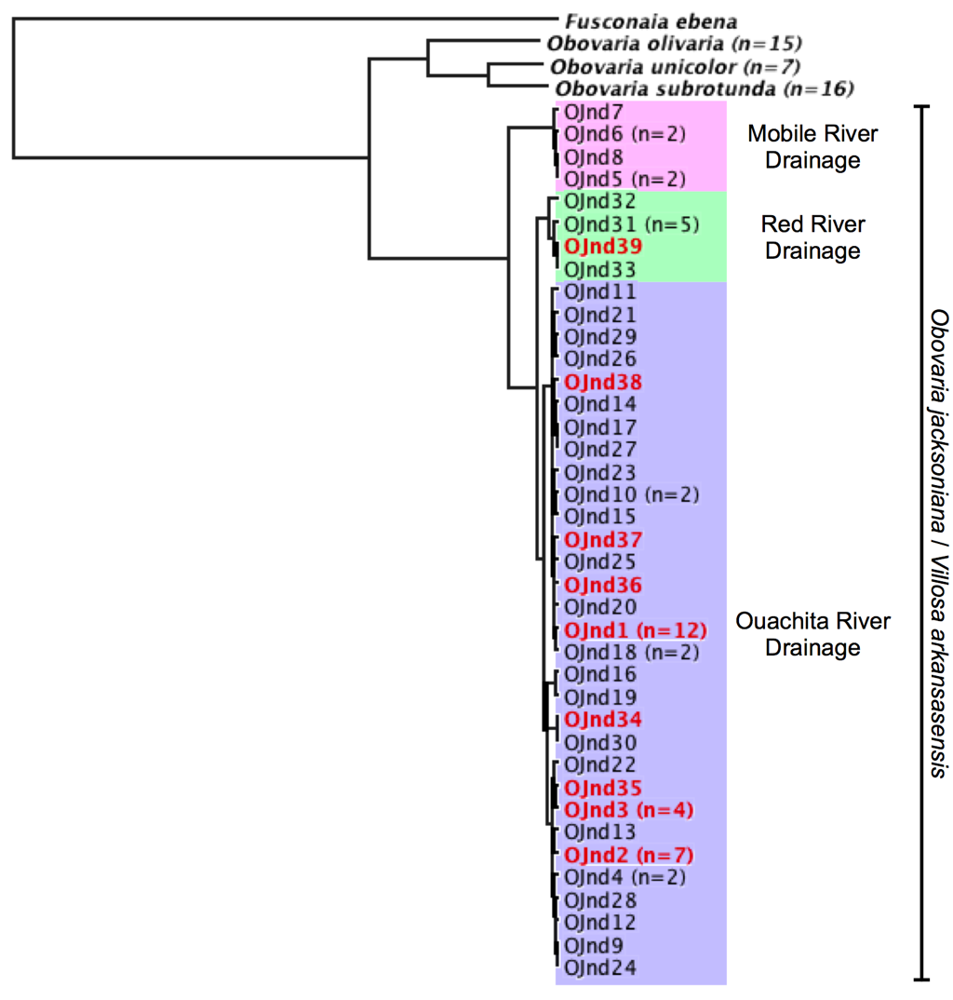 Fusconaia ebena
Obovaria olivaria (n=15)
Obovaria unicolor (n=7)
Obovaria subrotunda (n=16)
OJnd7
OJnd6 (n=2)
OJnd8
OJnd5 (n=2)
Mobile River
Drainage
OJnd32
OJnd31 (n=5)
OJnd39
OJnd33
Red River
Drainage
OJnd11
OJnd21
OJnd29
OJnd26
OJnd38
OJnd14
OJnd17
OJnd27
OJnd23
OJnd10 (n=2)
OJnd15
OJnd37
OJnd25
OJnd36
OJnd20
OJnd1 (n=12)
OJnd18 (n=2)
OJnd16
OJnd19
OJnd34
OJnd30
OJnd22
OJnd35
OJnd3 (n=4)
OJnd13
OJnd2 (n=7)
OJnd4 (n=2)
OJnd28
OJnd12
OJnd9
OJnd24
Ouachita River
Drainage
Obovaria jacksoniana / Villosa arkansasensis